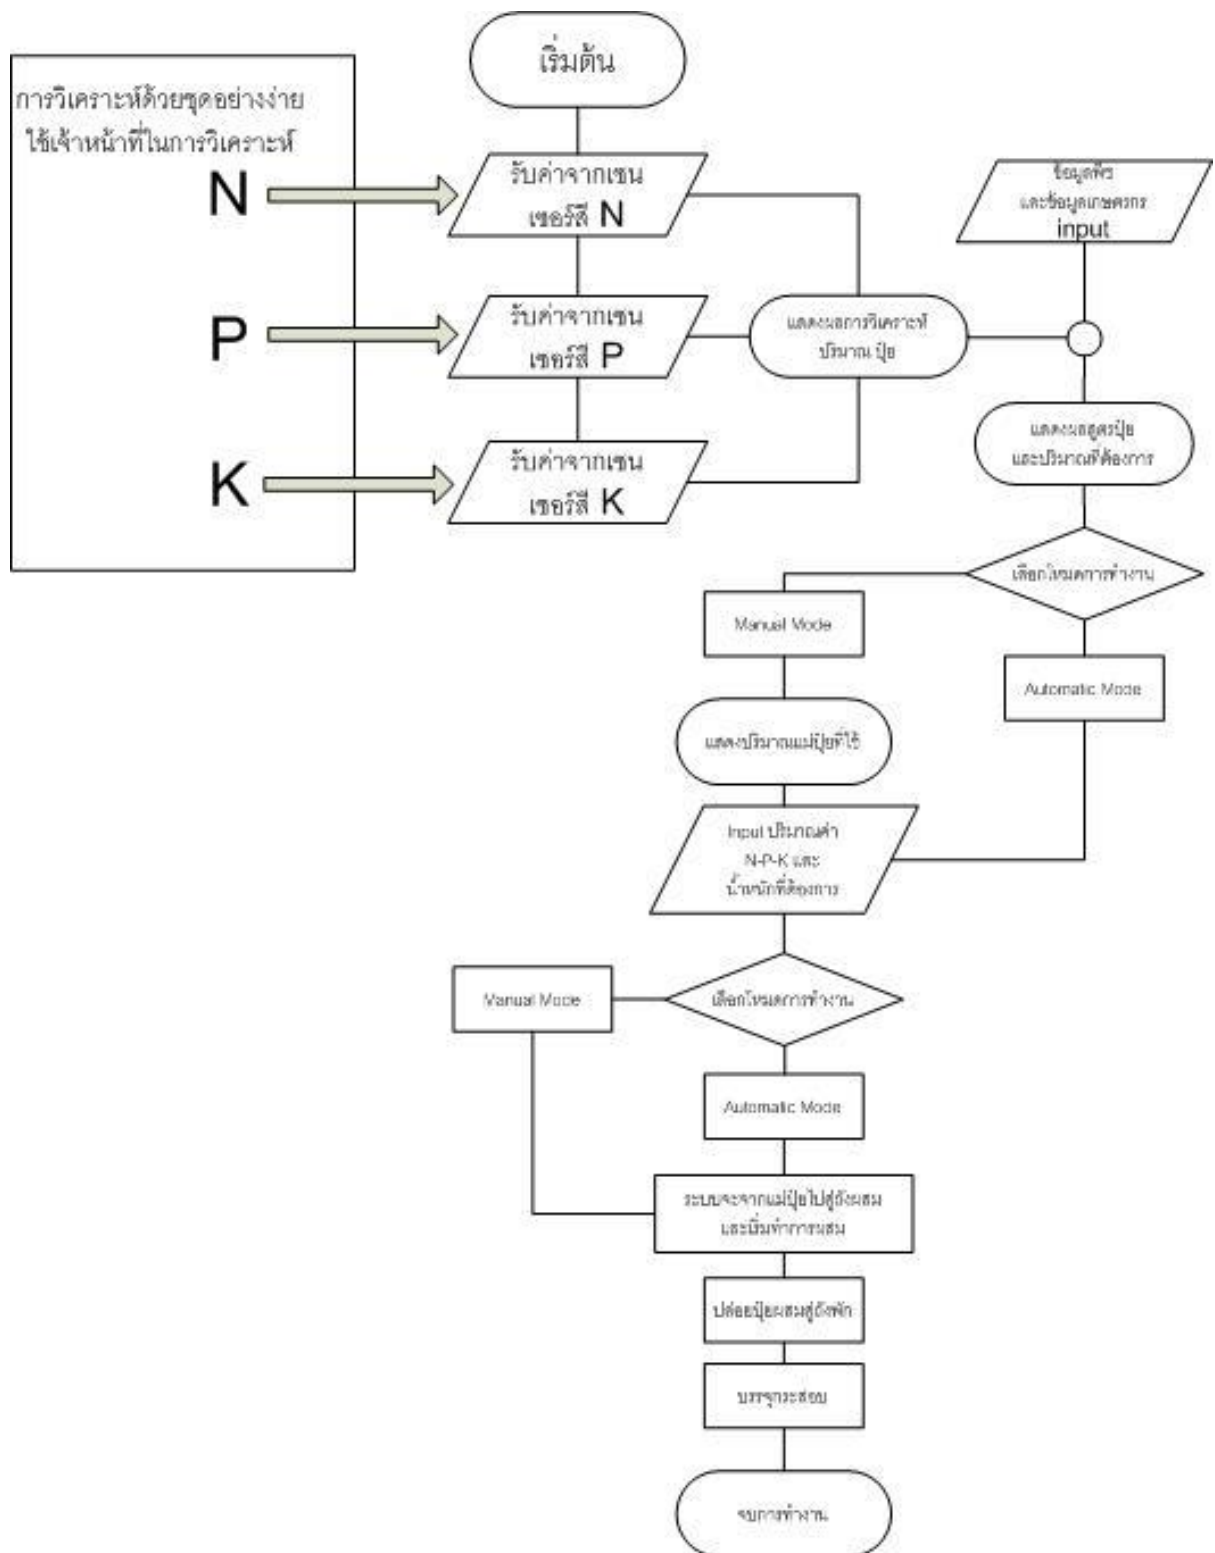 เริ่มต้น
การวิเคราะห์ด้วยชุดอย่างง่าย
ใช้เจ้าหน้าที่ในการวิเคราะห์
N
P
K
รับค่าจากเซน
เซอร์สี N
รับค่าจากเซน
เซอร์สี P
รับค่าจากเซน
เซอร์สี K
ข้อมูลพืช
และข้อมูลเกษตรกร
input
แสดงผลการวิเคราะห์
ปริมาณ ปุ๋ย
แสดงผลสูตรปุ๋ย
และปริมาณที่ต้องการ
เลือกโหมดการทำงาน
Manual Mode
Automatic Mode
แสดงปริมาณแม่ปุ๋ยที่ใช้
Input ปริมาณค่า
N-P-K และ
น้ำหนักที่ต้องการ
เลือกโหมดการทำงาน
Manual Mode
Automatic Mode
ระบบจะจากแม่ปุ๋ยไปสู่ถังผสม
และเริ่มทำการผสม
ปล่อยปุ๋ยผสมสู่ถังพัก
บรรจุกระสอบ
จบการทำงาน